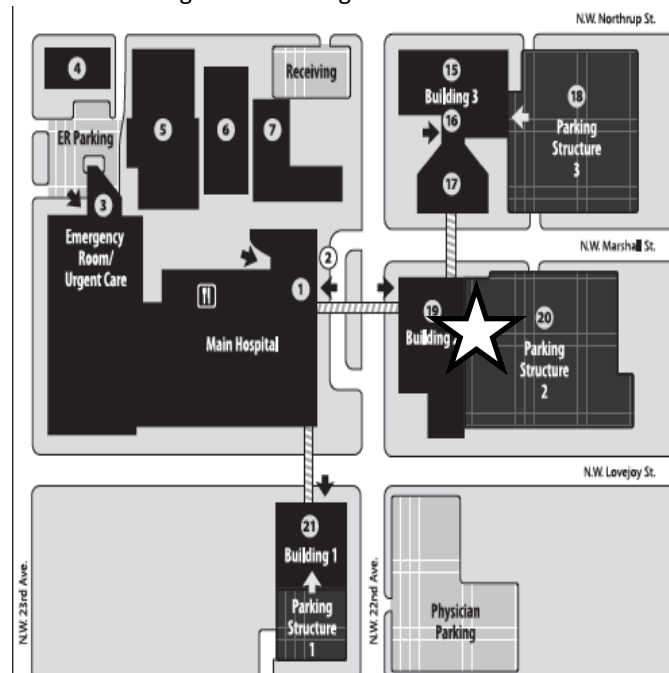 N.W. Northrup St.
4
ER Parking
5
6
7
Receiving
15
Building 3
16
17
18
Parking
Structure
3
3
Emergency
Room/
Urgent Care
2
N.W. Marshall St.
1
Main Hospital
19
Building
20
Parking
Structure
2
N.W. Lovejoy St.
N.W. 23rd Ave.
21
Building 1
Parking
Structure
1
N.W. 22nd Ave.
Physician
Parking